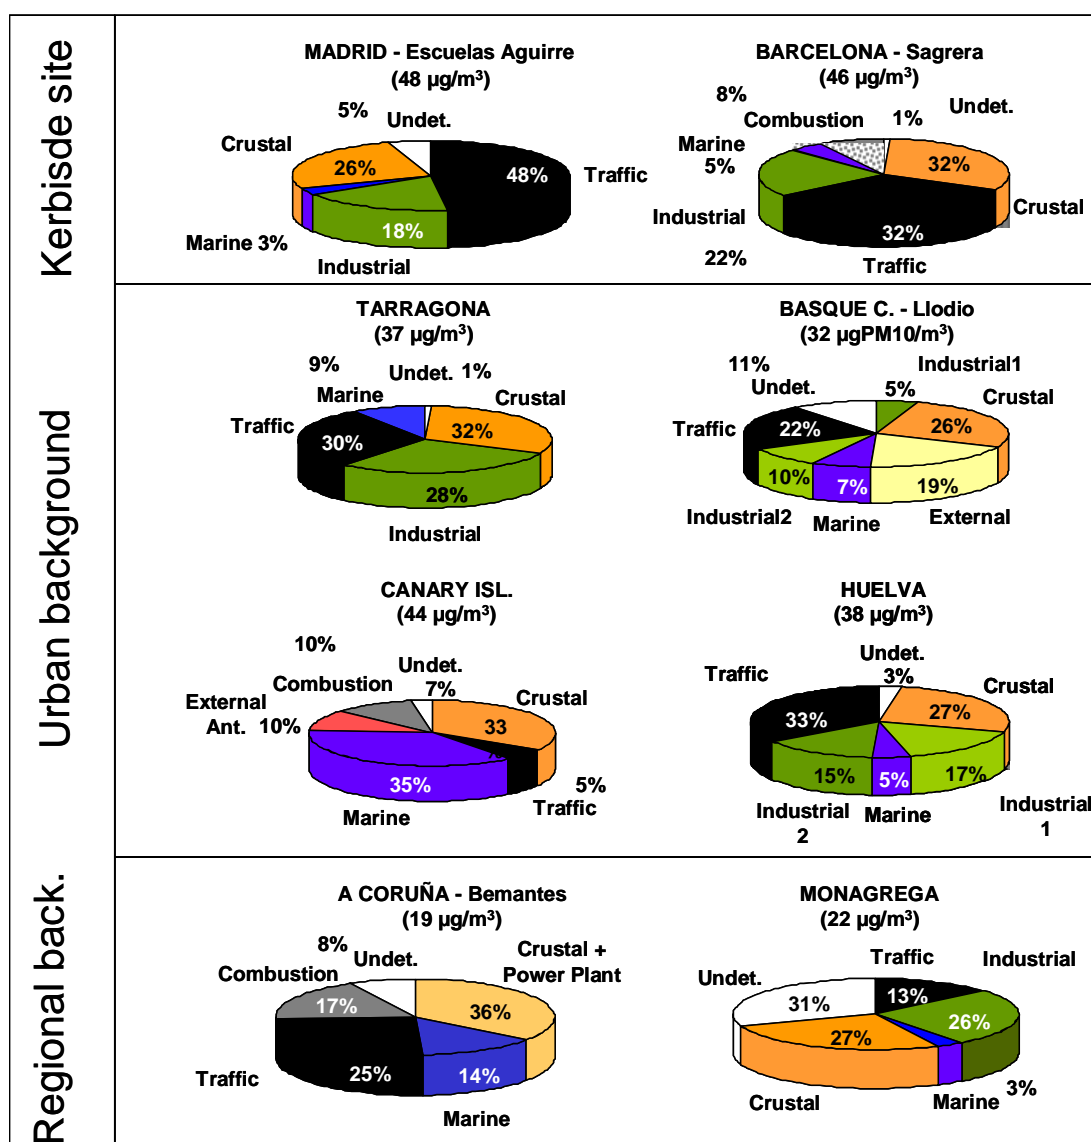 Kerbisde site
MADRID - Escuelas Aguirre
(48 µg/m³)
5%
Undet.
Crustal
26%
48%
Traffic
Marine 3%
18%
Industrial
BARCELONA - Sagrera
(46 µg/m³)
8%
Combustion
1%
Undet.
Marine
5%
32%
Crustal
Industrial
22%
32%
Traffic
Urban background
TARRAGONA
(37 µg/m³)
9%
Marine
Undet. 1%
Crustal
Traffic
30%
32%
28%
Industrial
BASQUE C. - Llodio
(32 µgPM10/m³)
11%
Undet.
Industrial1
5%
Crustal
Traffic
22%
26%
10%
7%
19%
Industrial2
Marine
External
CANARY ISL.
(44 µg/m³)
10%
Undet.
Combustion
7%
Crustal
External
Ant. 10%
33
%
35%
5%
Marine
Traffic
HUELVA
(38 µg/m³)
Traffic
Undet.
3%
Crustal
33%
27%
15%
5%
17%
Industrial
2
Marine
Industrial
1
Regional back.
A CORUÑA - Bemantes
(19 µg/m³)
8%
Undet.
Crustal +
Power Plant
Combustion
17%
36%
Traffic
25%
14%
Marine
MONAGREGA
(22 µg/m³)
Traffic
Industrial
Undet.
31%
13%
27%
26%
Crustal
Marine
3%